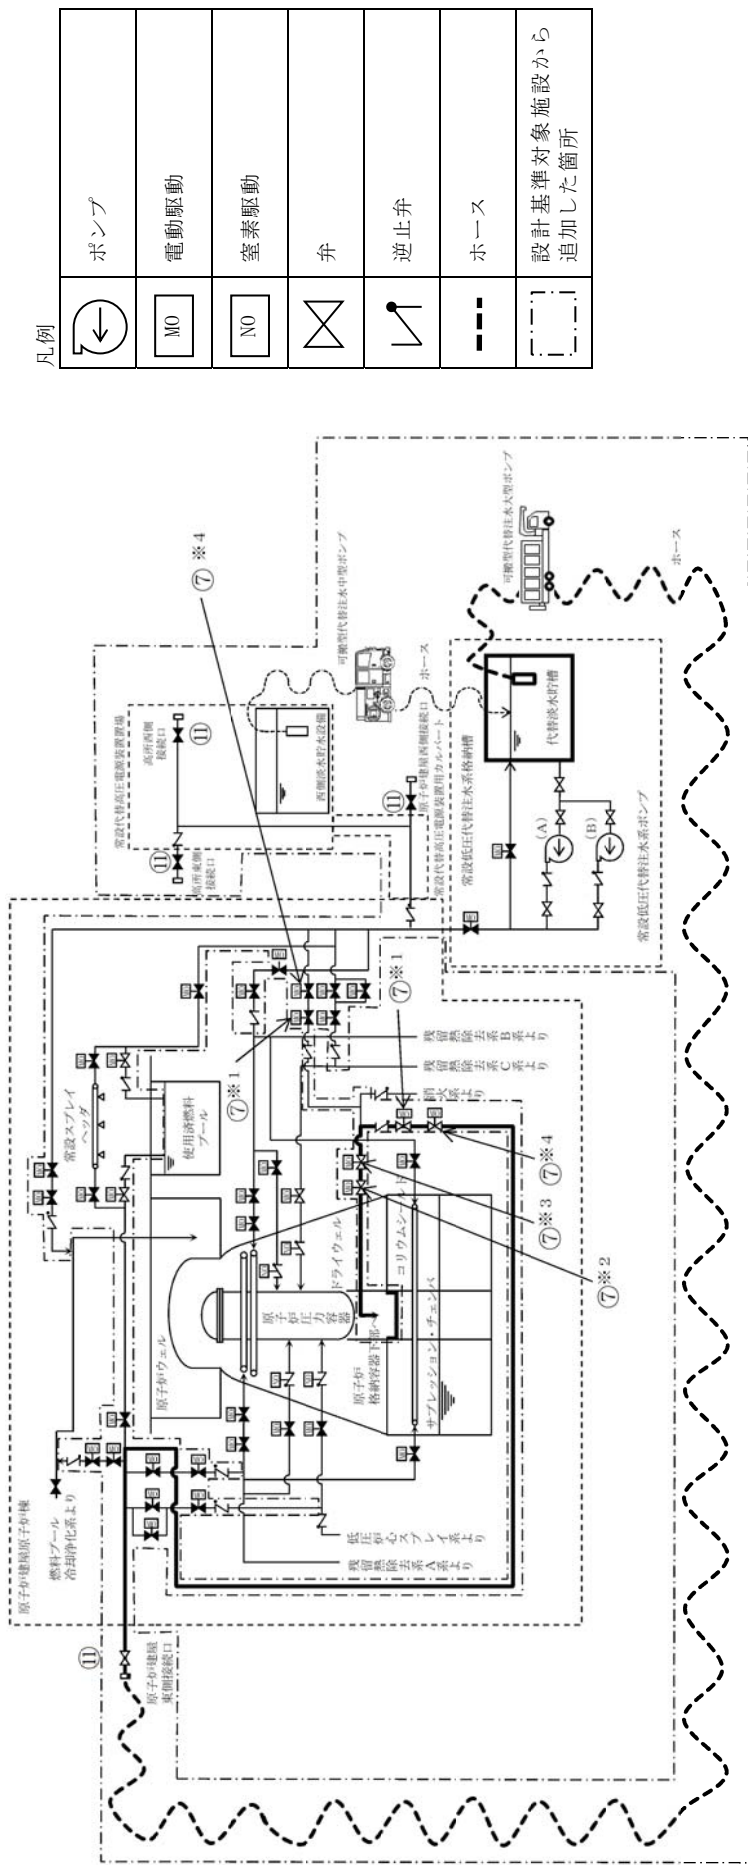 凡例
ポンプ
MO
電動駆動
NO
窒素駆動
弁
逆止弁
ホース
設計基準対象施設から
追加した箇所
原子炉建屋原子炉棟
燃料プール
冷却浄化系より
⑪
原子炉建屋
東側接続口
原子炉ウェル
常設スプレイ
ヘッダ
使用済燃料
プール
原子炉圧力容器
ドライウェル
原子炉
格納容器下部へ
コリウムシールド
サプレッション・チェンバ
残留熱除去系A系より
低圧炉心スプレイ系より
残留熱除去系B系より
残留熱除去系C系より
消火系より
⑦※1
⑦※4
⑦※1
⑦※4
⑦※3
⑦※2
常設代替高圧電源装置置場
高所西側
接続口
⑪
⑪
高所東側
接続口
西側淡水貯水設備
⑪
原子炉建屋西側接続口
常設代替高圧電源装置用カルバート
可搬型代替注水中型ポンプ
ホース
可搬型代替注水大型ポンプ
ホース
常設低圧代替注水系格納槽
代替淡水貯槽
(A)
(B)
常設低圧代替注水系ポンプ